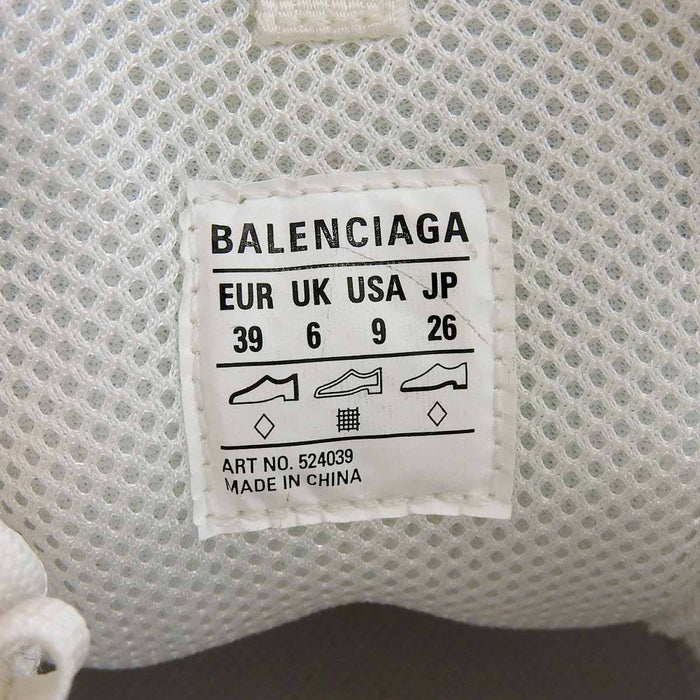 BALENCIAGA
EUR UK USA JP
39 6 9 26
ART NO. 524039
MADE IN CHINA